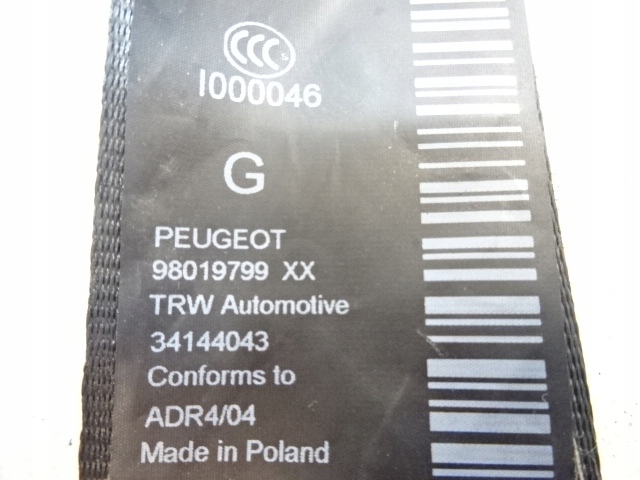 CCC S
I000046
G
PEUGEOT
98019799 XX
TRW Automotive
34144043
Conforms to
ADR4/04
Made in Poland